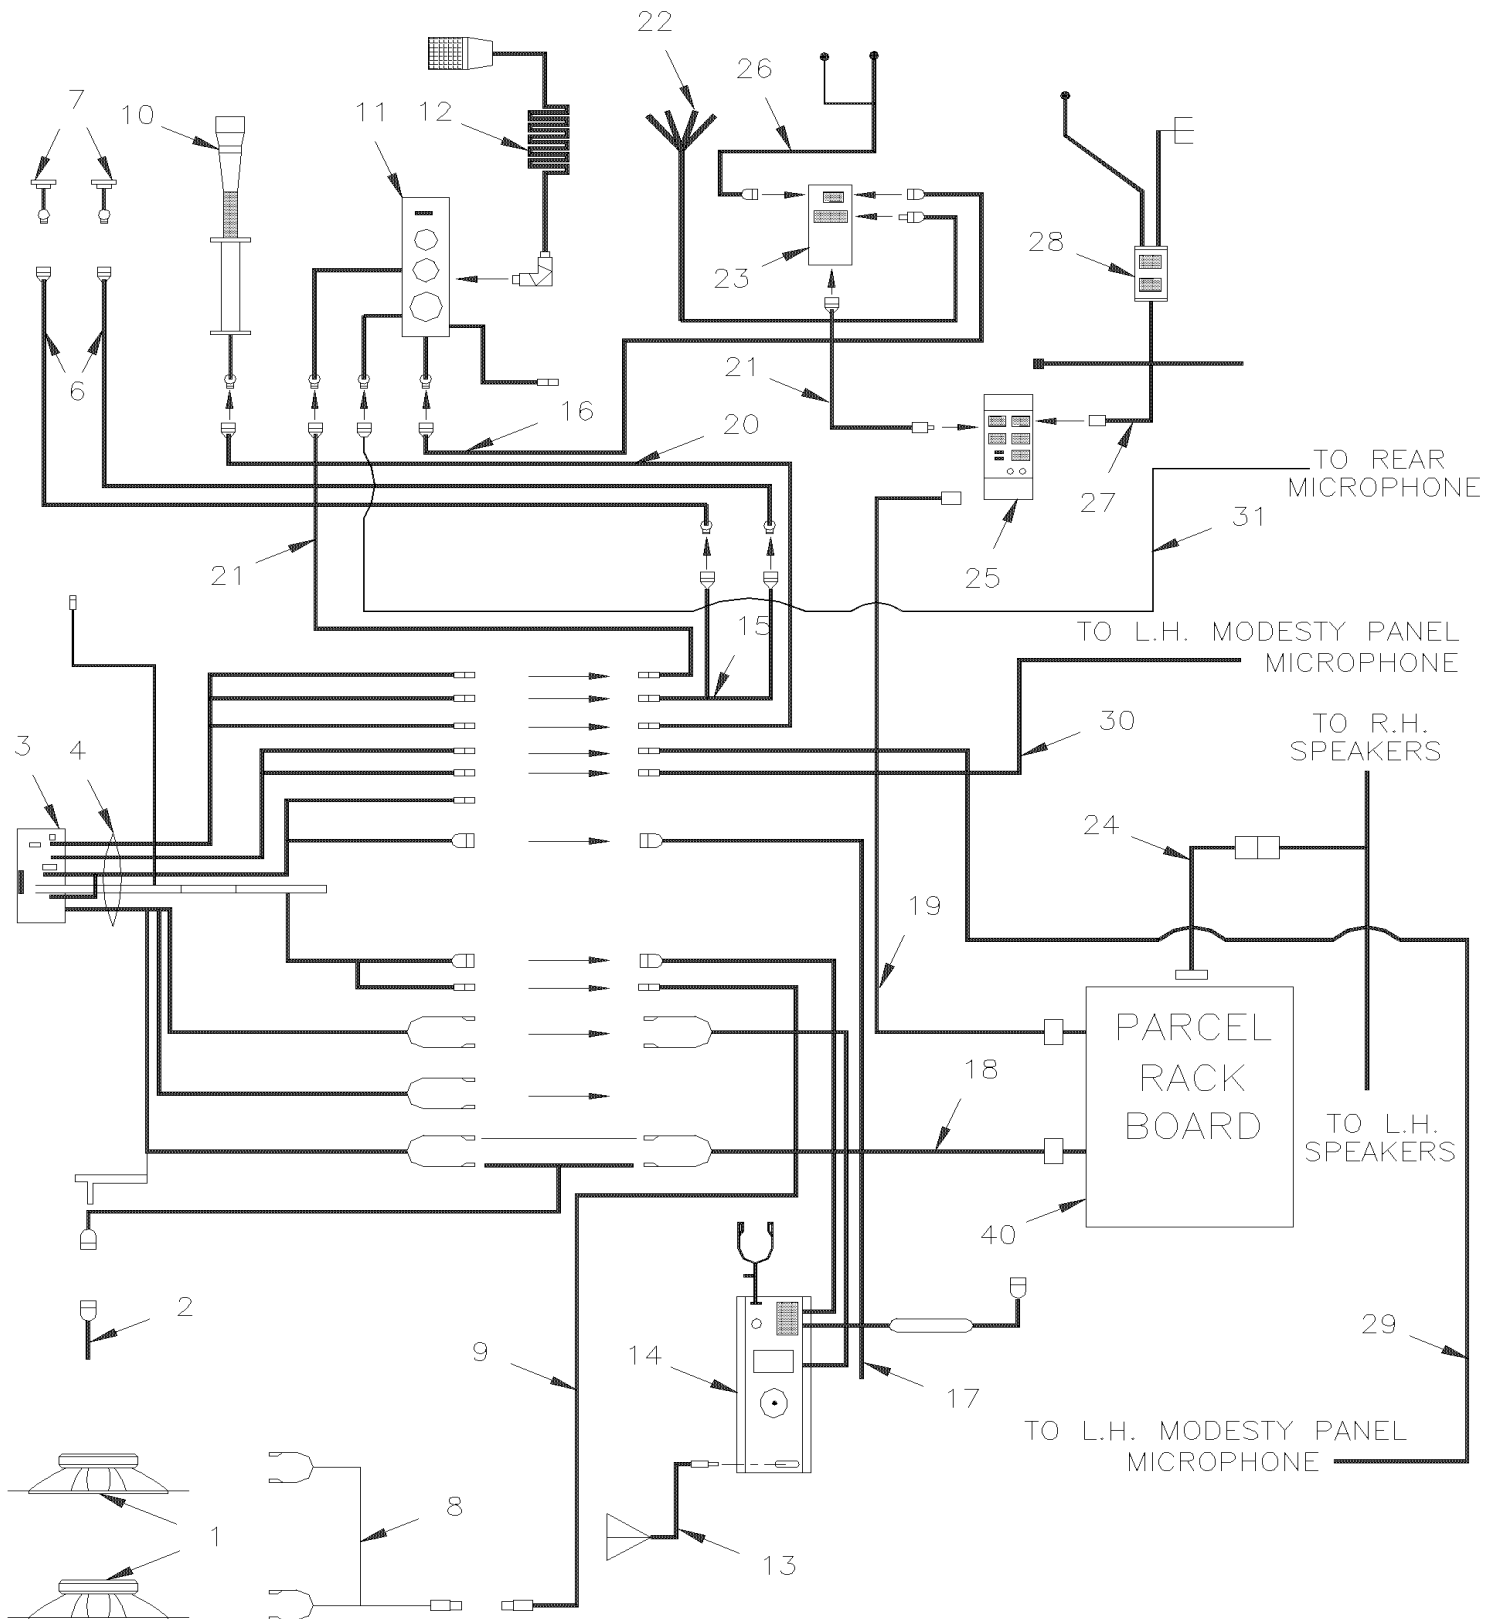 22
7
26
10
11
12
28
23
6
21
16
20
TO REAR
MICROPHONE
27
31
21
25
15
TO L.H. MODESTY PANEL
MICROPHONE
30
TO R.H.
SPEAKERS
3
4
24
19
PARCEL
RACK
BOARD
18
TO L.H.
SPEAKERS
40
2
29
9
14
17
TO L.H. MODESTY PANEL
MICROPHONE
8
1
13